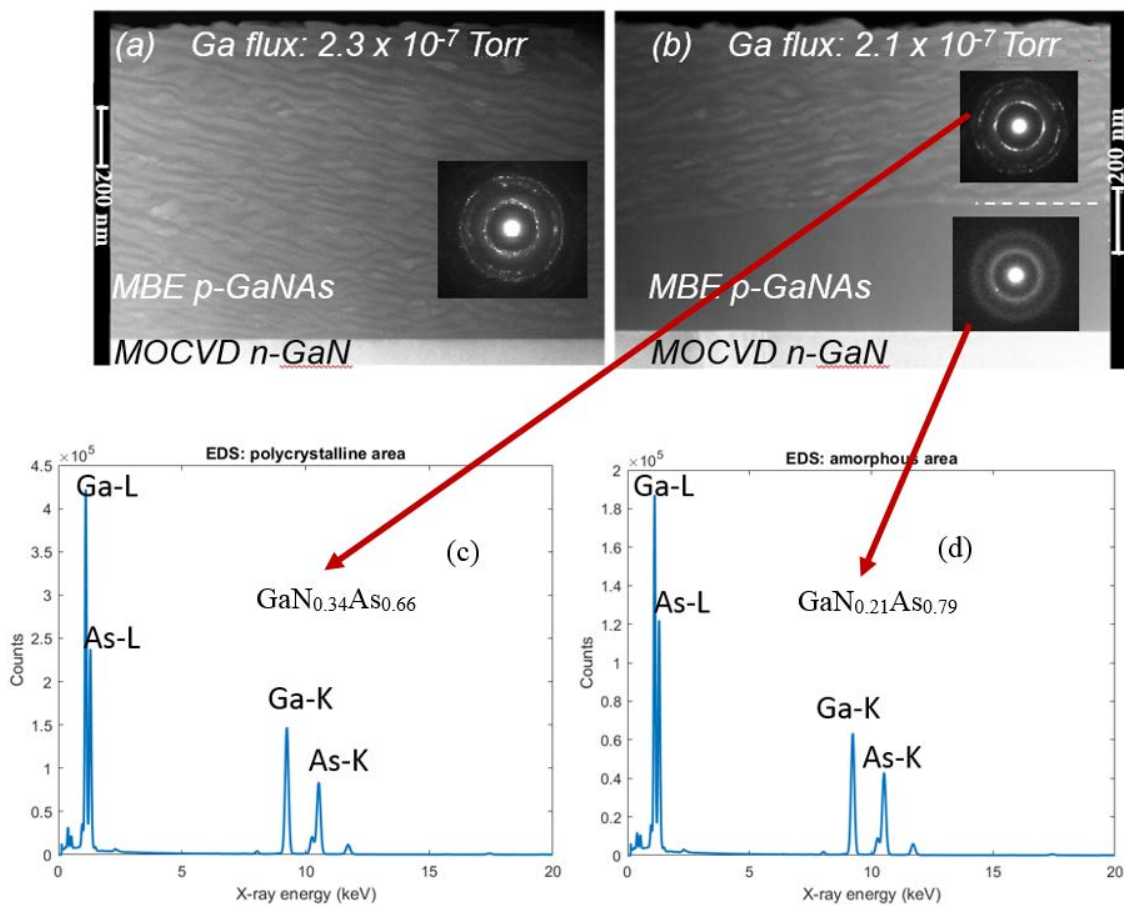 (a) Ga flux: 2.3 x 10⁻⁷ Torr
200 nm
MBE p-GaNAs
MOCVD n-GaN
(b) Ga flux: 2.1 x 10⁻⁷ Torr
200 nm
MBE p-GaNAs
MOCVD n-GaN
EDS: polycrystalline area
×10⁵
4.5
4
3.5
3
2.5
2
1.5
1
0.5
0
Counts
Ga-L
As-L
(c)
GaN₀.₃₄As₀.₆₆
Ga-K
As-K
0 5 10 15 20
X-ray energy (keV)
EDS: amorphous area
×10⁵
2
1.8
1.6
1.4
1.2
1
0.8
0.6
0.4
0.2
0
Counts
Ga-L
As-L
(d)
GaN₀.₂₁As₀.₇₉
Ga-K
As-K
0 5 10 15 20
X-ray energy (keV)